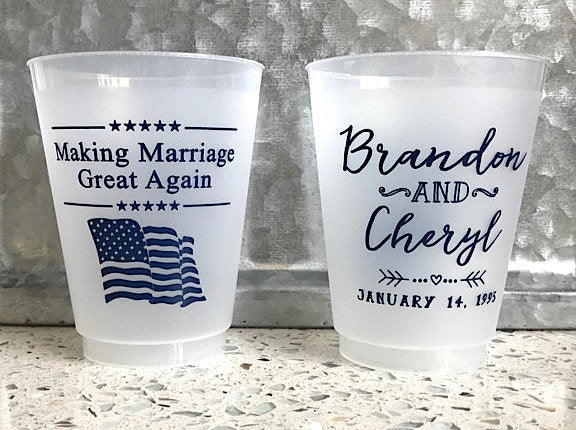 Making Marriage
Great Again
Brandon
AND
Cheryl
JANUARY 14, 1995